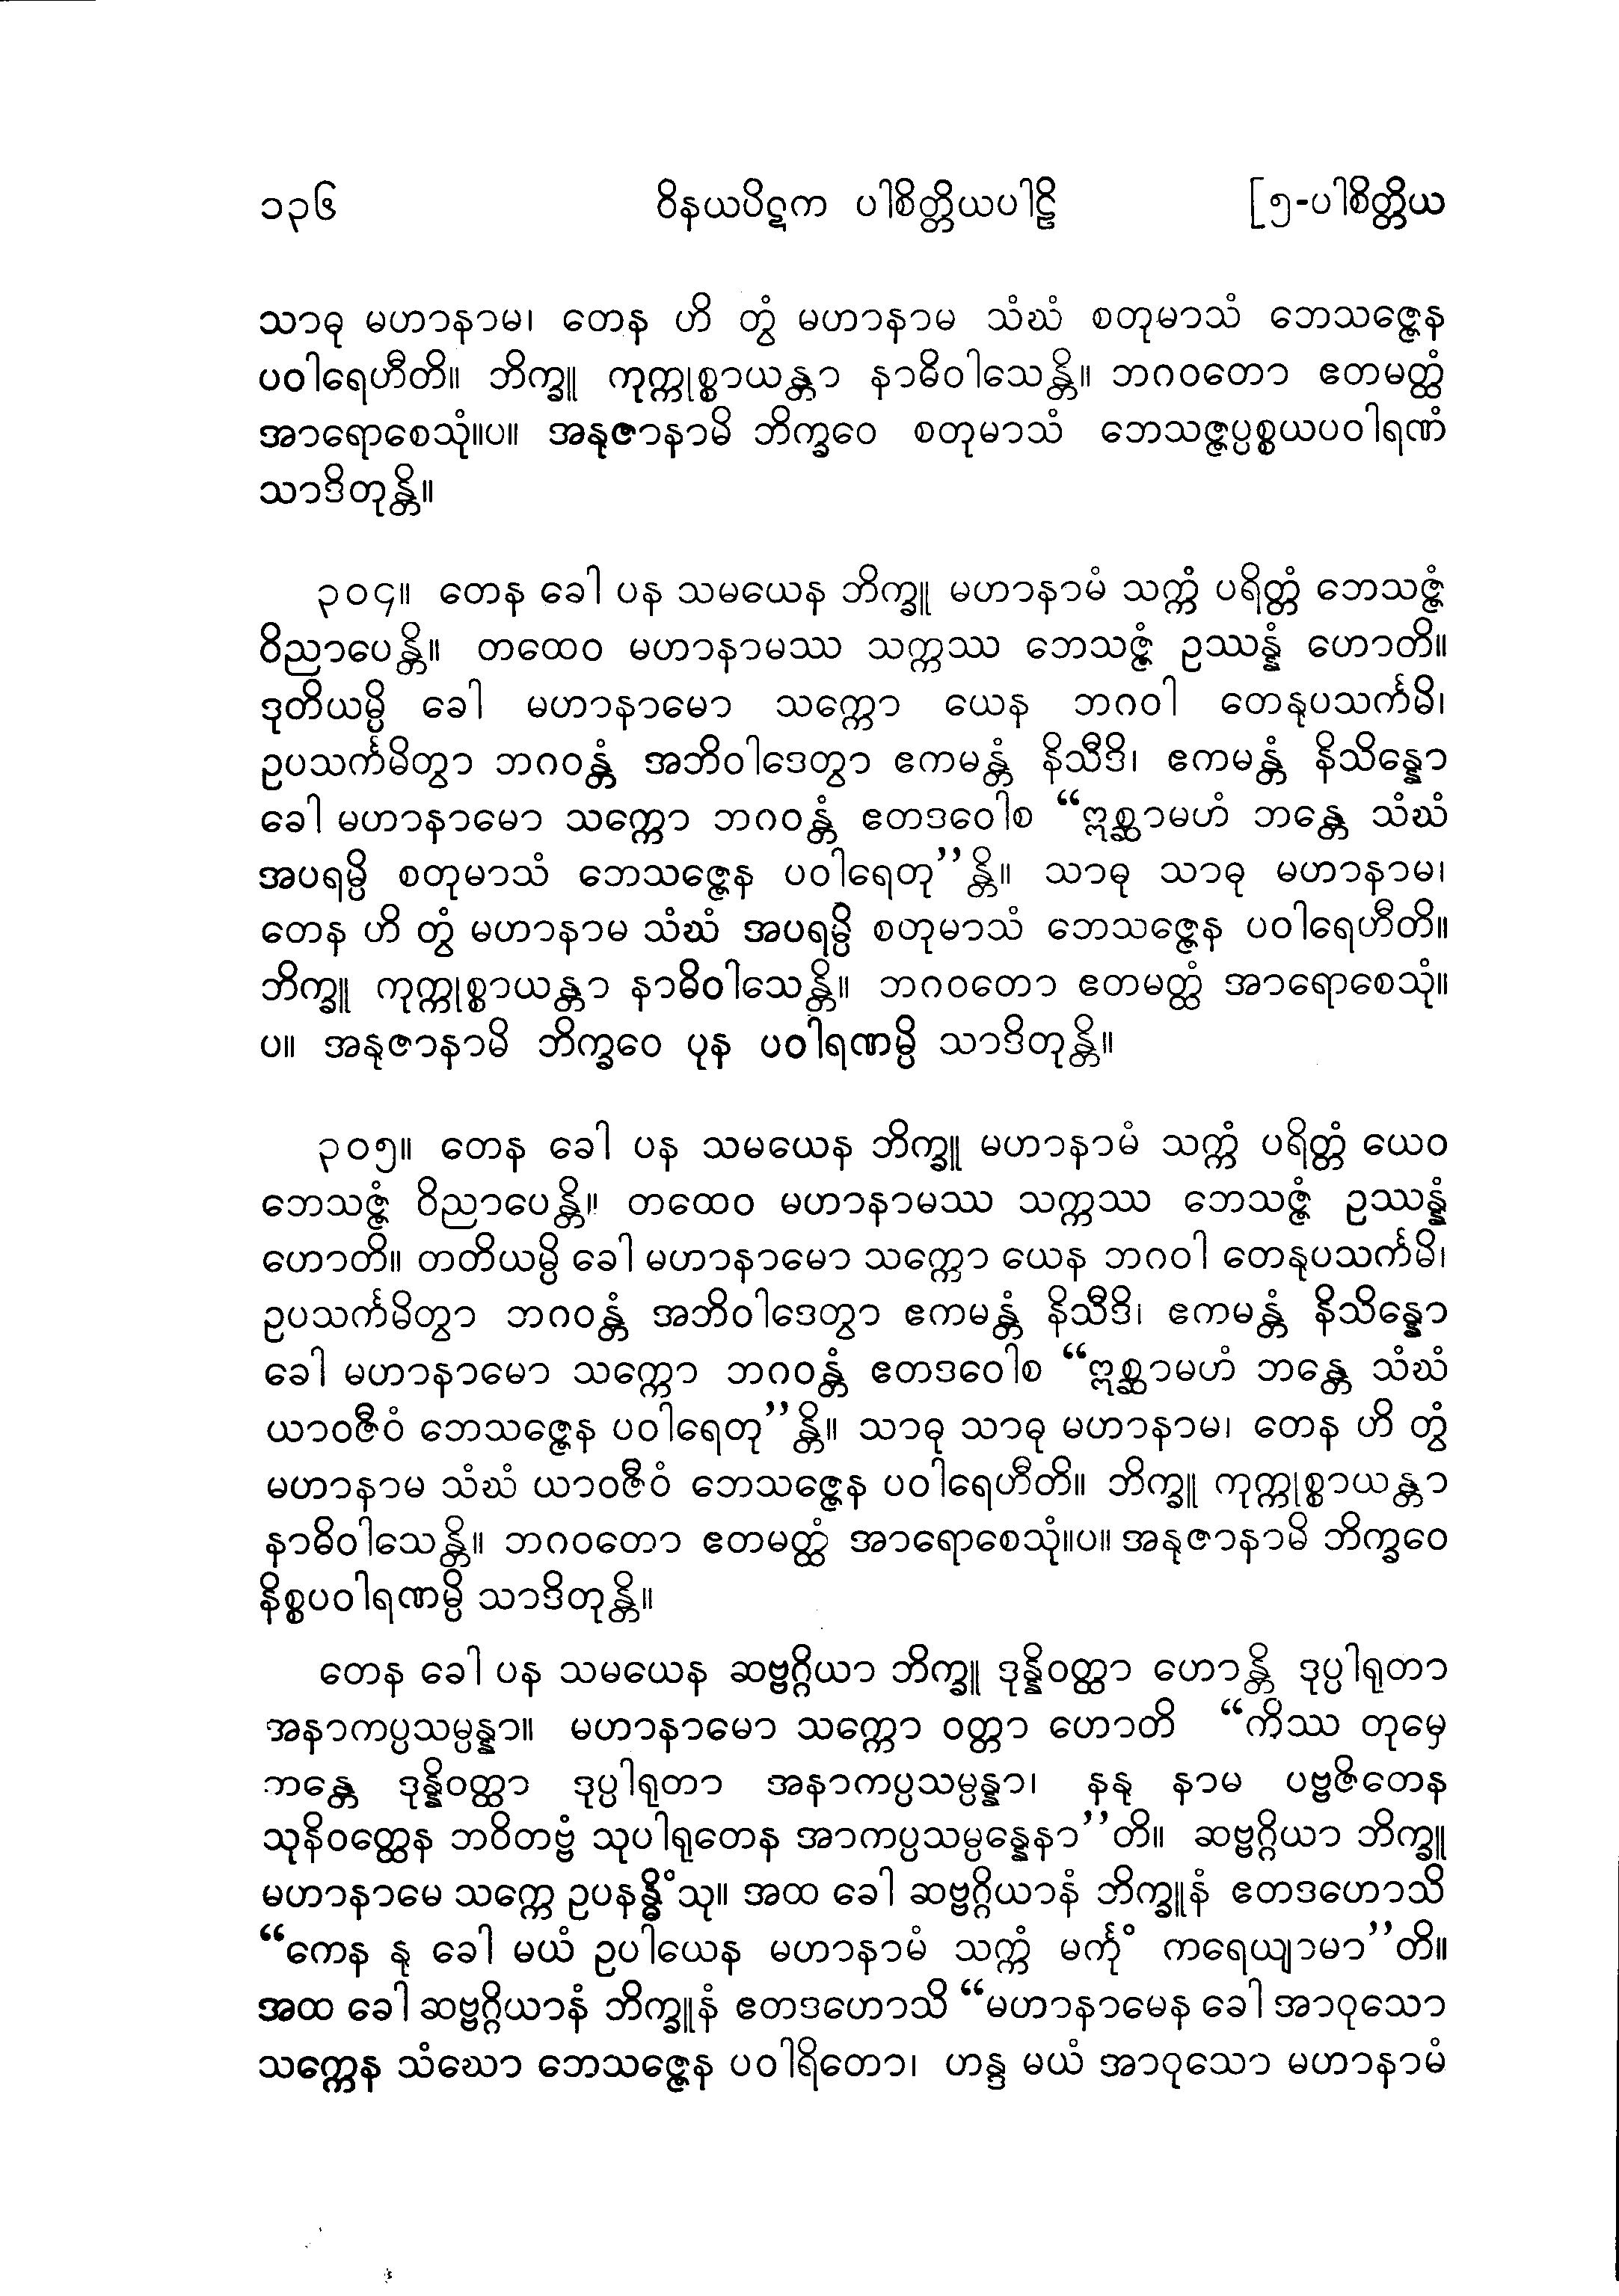 ၁၃၆ ဝိနယပိဋက ပါစိတ္တိယပါဠိ [၅-ပါစိတ္တိယ
သာဓု မဟာနာမ၊ တေန ဟိ တွံ မဟာနာမ သံဃံ စတုမာသံ ဘေသဇ္ဇေန
ပဝါရေဟီတိ။ ဘိက္ခူ ကုက္ကုစ္စာယန္တာ နာဓိဝါသေန္တိ။ ဘဂဝတော ဧတမတ္ထံ
အာရောစေသုံ။ပ။ အနုဇာနာမိ ဘိက္ခဝေ စတုမာသံ ဘေသဇ္ဇပ္ပစ္စယပဝါရဏံ
သာဒိတုန္တိ။
၃၀၄။ တေန ခေါ ပန သမယေန ဘိက္ခူ မဟာနာမံ သက္ကံ ပရိတ္တံ ဘေသဇ္ဇံ
ဝိညာပေန္တိ။ တထေဝ မဟာနာမဿ သက္ကဿ ဘေသဇ္ဇံ ဥဿန္နံ ဟောတိ။
ဒုတိယမ္ပိ ခေါ မဟာနာမော သက္ကော ယေန ဘဂဝါ တေနုပသင်္ကမိ၊
ဥပသင်္ကမိတွာ ဘဂဝန္တံ အဘိဝါဒေတွာ ဧကမန္တံ နိသီဒိ၊ ဧကမန္တံ နိသိန္နော
ခေါ မဟာနာမော သက္ကော ဘဂဝန္တံ ဧတဒဝေါစ “ဣစ္ဆာမဟံ ဘန္တေ သံဃံ
အပရမ္ပိ စတုမာသံ ဘေသဇ္ဇေန ပဝါရေတု’’န္တိ။ သာဓု သာဓု မဟာနာမ၊
တေန ဟိ တွံ မဟာနာမ သံဃံ အပရမ္ပိ စတုမာသံ ဘေသဇ္ဇေန ပဝါရေဟီတိ။
ဘိက္ခူ ကုက္ကုစ္စာယန္တာ နာဓိဝါသေန္တိ။ ဘဂဝတော ဧတမတ္ထံ အာရောစေသုံ။
ပ။ အနုဇာနာမိ ဘိက္ခဝေ ပုန ပဝါရဏမ္ပိ သာဒိတုန္တိ။
၃၀၅။ တေန ခေါ ပန သမယေန ဘိက္ခူ မဟာနာမံ သက္ကံ ပရိတ္တံ ယေဝ
ဘေသဇ္ဇံ ဝိညာပေန္တိ။ တထေဝ မဟာနာမဿ သက္ကဿ ဘေသဇ္ဇံ ဥဿန္နံ
ဟောတိ။ တတိယမ္ပိ ခေါ မဟာနာမော သက္ကော ယေန ဘဂဝါ တေနုပသင်္ကမိ၊
ဥပသင်္ကမိတွာ ဘဂဝန္တံ အဘိဝါဒေတွာ ဧကမန္တံ နိသီဒိ၊ ဧကမန္တံ နိသိန္နော
ခေါ မဟာနာမော သက္ကော ဘဂဝန္တံ ဧတဒဝေါစ “ဣစ္ဆာမဟံ ဘန္တေ သံဃံ
ယာဝဇီဝံ ဘေသဇ္ဇေန ပဝါရေတု’’န္တိ။ သာဓု သာဓု မဟာနာမ၊ တေန ဟိ တွံ
မဟာနာမ သံဃံ ယာဝဇီဝံ ဘေသဇ္ဇေန ပဝါရေဟီတိ။ ဘိက္ခူ ကုက္ကုစ္စာယန္တာ
နာဓိဝါသေန္တိ။ ဘဂဝတော ဧတမတ္ထံ အာရောစေသုံ။ပ။ အနုဇာနာမိ ဘိက္ခဝေ
နိစ္စပဝါရဏမ္ပိ သာဒိတုန္တိ။
တေန ခေါ ပန သမယေန ဆဗ္ဗဂ္ဂိယာ ဘိက္ခူ ဒုန္နိဝတ္ထာ ဟောန္တိ ဒုပ္ပါရုတာ
အနာကပ္ပသမ္ပန္နာ။ မဟာနာမော သက္ကော ဝတ္တာ ဟောတိ “ကိဿ တုမှေ
ဘန္တေ ဒုန္နိဝတ္ထာ ဒုပ္ပါရုတာ အနာကပ္ပသမ္ပန္နာ၊ နနု နာမ ပဗ္ဗဇိတေန
သုနိဝတ္ထေန ဘဝိတဗ္ဗံ သုပါရုတေန အာကပ္ပသမ္ပန္နေနာ’’တိ။ ဆဗ္ဗဂ္ဂိယာ ဘိက္ခူ
မဟာနာမေ သက္ကေ ဥပနန္ဓိံသု။ အထ ခေါ ဆဗ္ဗဂ္ဂိယာနံ ဘိက္ခူနံ ဧတဒဟောသိ
“ကေန နု ခေါ မယံ ဥပါယေန မဟာနာမံ သက္ကံ မင်္ကုံ ကရေယျာမာ’’တိ။
အထ ခေါ ဆဗ္ဗဂ္ဂိယာနံ ဘိက္ခူနံ ဧတဒဟောသိ “မဟာနာမေန ခေါ အာဝုသော
သက္ကေန သံဃော ဘေသဇ္ဇေန ပဝါရိတော၊ ဟန္ဒ မယံ အာဝုသော မဟာနာမံ